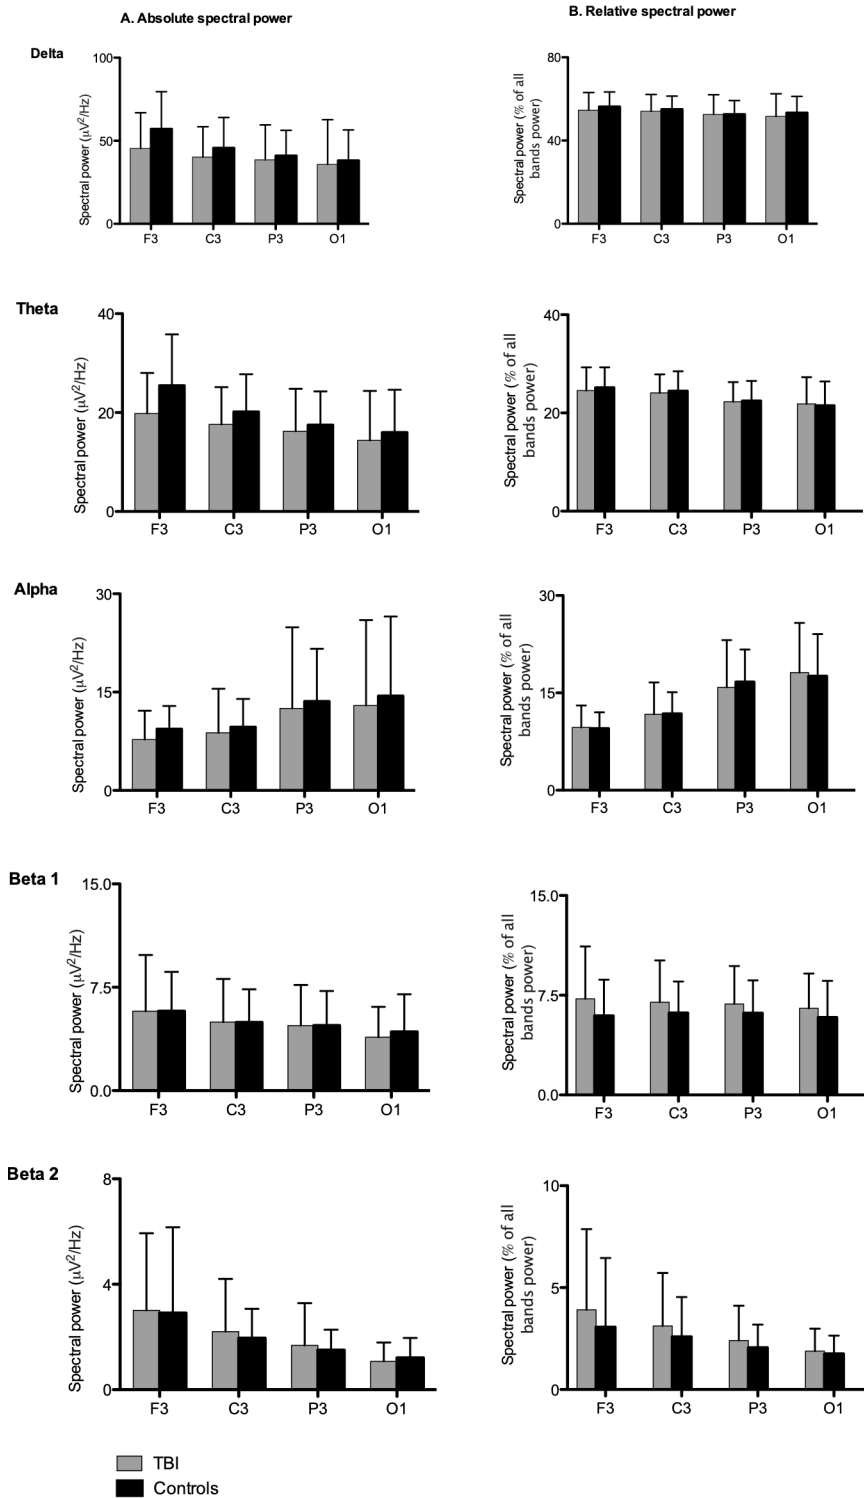 A. Absolute spectral power
B. Relative spectral power
Delta
Spectral power (μV²/Hz)
100
50
0
F3 C3 P3 O1
Spectral power (% of all
bands power)
80
40
0
F3 C3 P3 O1
Theta
Spectral power (μV²/Hz)
40
20
0
F3 C3 P3 O1
Spectral power (% of all
bands power)
40
20
0
F3 C3 P3 O1
Alpha
Spectral power (μV²/Hz)
30
15
0
F3 C3 P3 O1
Spectral power (% of all
bands power)
30
15
0
F3 C3 P3 O1
Beta 1
Spectral power (μV²/Hz)
15.0
7.5
0.0
F3 C3 P3 O1
Spectral power (% of all
bands power)
15.0
7.5
0.0
F3 C3 P3 O1
Beta 2
Spectral power (μV²/Hz)
8
4
0
F3 C3 P3 O1
Spectral power (% of all
bands power)
10
5
0
F3 C3 P3 O1
TBI
Controls